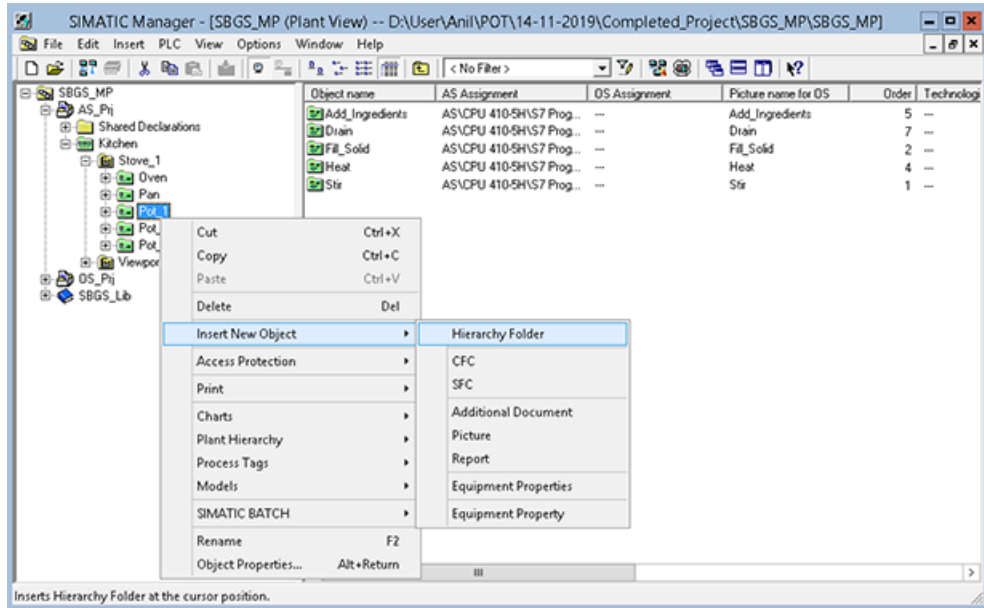 SIMATIC Manager - [SBGS_MP (Plant View) -- D:\User\Anil\POT\14-11-2019\Completed_Project\SBGS_MP\SBGS_MP]
File Edit Insert PLC View Options Window Help
< No Filter >
SBGS_MP
AS_Prj
Shared Declarations
Kitchen
Stove_1
Oven
Pan
Pot_1
Pot_
Pot_
Viewpor
OS_Prj
SBGS_Lib
Object name AS Assignment OS Assignment Picture name for OS Order Technologi
Add_Ingredients AS\CPU 410-5H\S7 Prog... --- Add_Ingredients 5 ---
Drain AS\CPU 410-5H\S7 Prog... --- Drain 7 ---
Fill_Solid AS\CPU 410-5H\S7 Prog... --- Fill_Solid 2 ---
Heat AS\CPU 410-5H\S7 Prog... --- Heat 4 ---
Stir AS\CPU 410-5H\S7 Prog... --- Stir 1 ---
Cut Ctrl+X
Copy Ctrl+C
Paste Ctrl+V
Delete Del
Insert New Object
Access Protection
Print
Charts
Plant Hierarchy
Process Tags
Models
SIMATIC BATCH
Rename F2
Object Properties... Alt+Return
Hierarchy Folder
CFC
SFC
Additional Document
Picture
Report
Equipment Properties
Equipment Property
Inserts Hierarchy Folder at the cursor position.